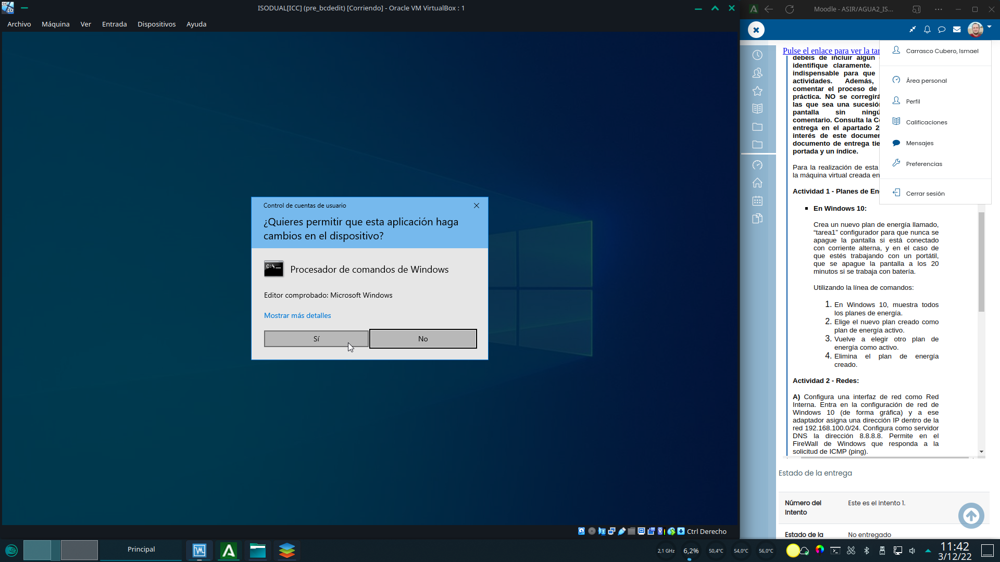 ISODUAL[ICC] (pre_bcdedit) [Corriendo] - Oracle VM VirtualBox : 1
Archivo Máquina Ver Entrada Dispositivos Ayuda
Control de cuentas de usuario
¿Quieres permitir que esta aplicación haga
cambios en el dispositivo?
C:\
Procesador de comandos de Windows
Editor comprobado: Microsoft Windows
Mostrar más detalles
Sí
No
Ctrl Derecho
Moodle - ASIR/AGUA2_IS...
Pulse el enlace para ver la tar
debéis de incluir algún
identifique claramente.
indispensable para que
actividades. Además,
comentar el proceso de
práctica. NO se corregirá
las que sea una sucesión
pantalla sin ningú
comentario. Consulta la
entrega en el apartado 2
interés de este documen
documento de entrega tie
portada y un índice.
Para la realización de esta
la máquina virtual creada en
Actividad 1 - Planes de En
Carrasco Cubero, Ismael
Área personal
Perfil
Calificaciones
Mensajes
Preferencias
Cerrar sesión
▪ En Windows 10:
Crea un nuevo plan de energía llamado,
“tarea1” configurador para que nunca se
apague la pantalla si está conectado
con corriente alterna, y en el caso de
que estés trabajando con un portátil,
que se apague la pantalla a los 20
minutos si se trabaja con batería.
Utilizando la línea de comandos:
1. En Windows 10, muestra todos
los planes de energía.
2. Elige el nuevo plan creado como
plan de energía activo.
3. Vuelve a elegir otro plan de
energía como activo.
4. Elimina el plan de energía
creado.
Actividad 2 - Redes:
A) Configura una interfaz de red como Red
Interna. Entra en la configuración de red de
Windows 10 (de forma gráfica) y a ese
adaptador asigna una dirección IP dentro de la
red 192.168.100.0/24. Configura como servidor
DNS la dirección 8.8.8.8. Permite en el
FireWall de Windows que responda a la
solicitud de ICMP (ping).
Estado de la entrega
Número del
Intento
Este es el intento 1.
Estado de la
No entregado
Principal
2,1 GHz 6,2% 50,4°C 54,0°C 56,0°C
11:42
3/12/22